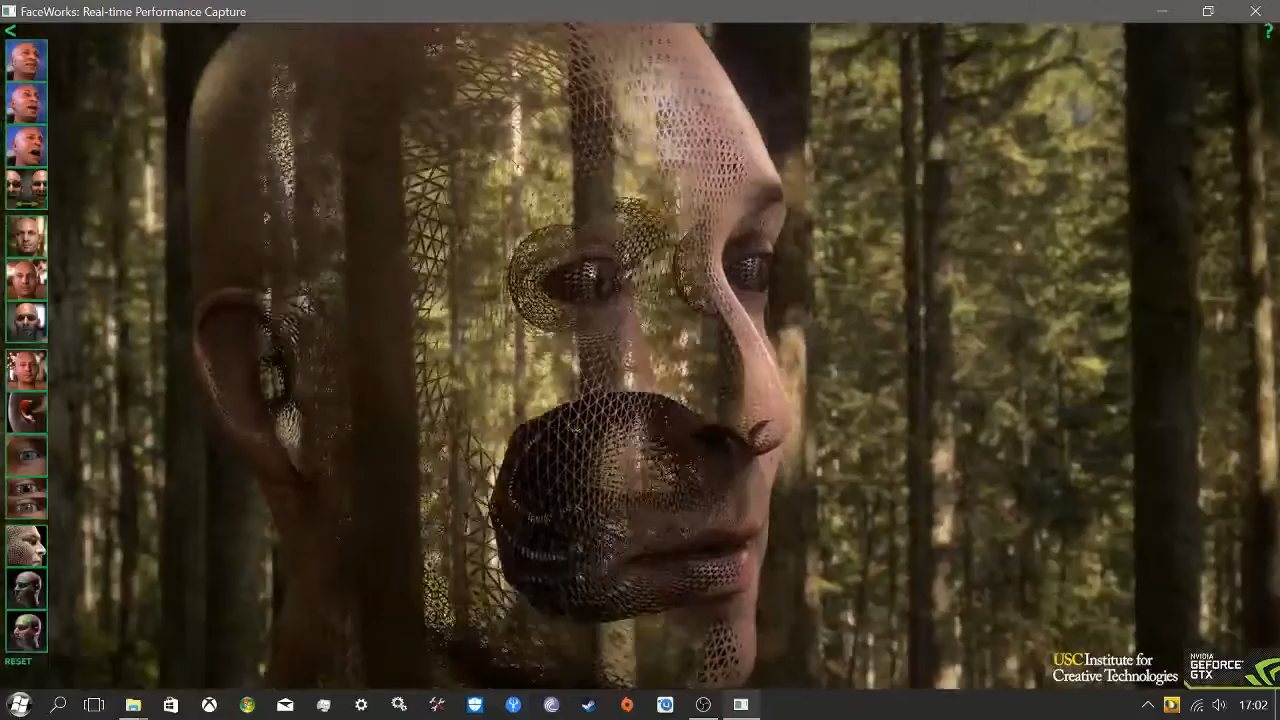 FaceWorks: Real-time Performance Capture
<
?
RESET
USC Institute for
Creative Technologies
NVIDIA
GEFORCE
GTX
17:02